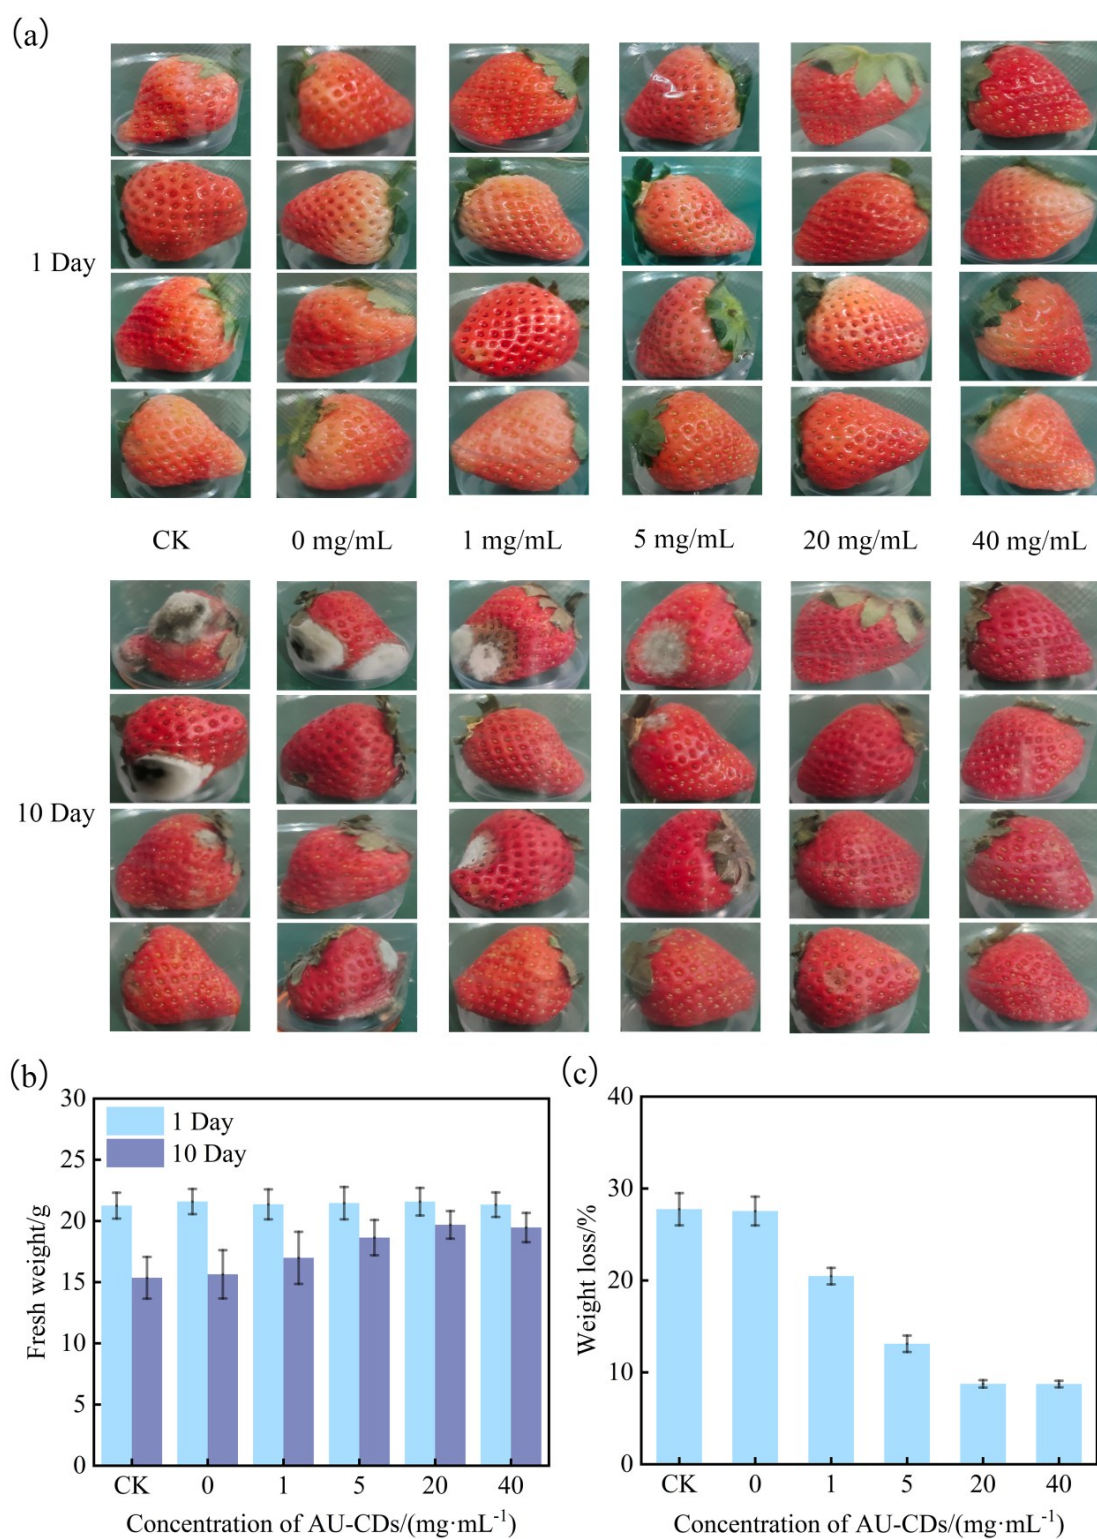 (a)
1 Day
CK 0 mg/mL 1 mg/mL 5 mg/mL 20 mg/mL 40 mg/mL
10 Day
(b)
30
25
20
15
10
5
0
Fresh weight/g
1 Day
10 Day
CK 0 1 5 20 40
Concentration of AU-CDs/(mg·mL⁻¹)
(c)
40
30
20
10
0
Weight loss/%
CK 0 1 5 20 40
Concentration of AU-CDs/(mg·mL⁻¹)